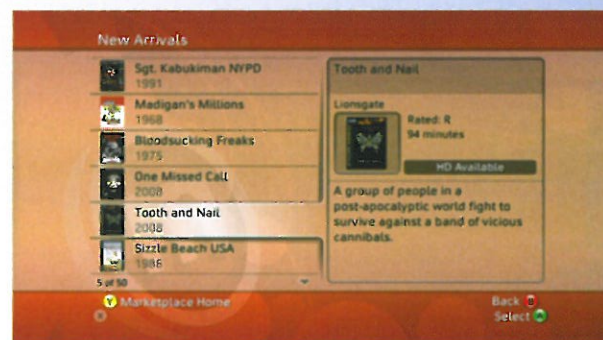 New Arrivals
Sgt. Kabukiman NYPD
1991
Madigan's Millions
1968
Bloodsucking Freaks
1975
One Missed Call
2008
Tooth and Nail
2008
Sizzle Beach USA
1986
5 of 50
Tooth and Nail
Lionsgate
Rated: R
94 minutes
HD Available
A group of people in a
post-apocalyptic world fight to
survive against a band of vicious
cannibals.
Y Marketplace Home
X
Back B
Select A